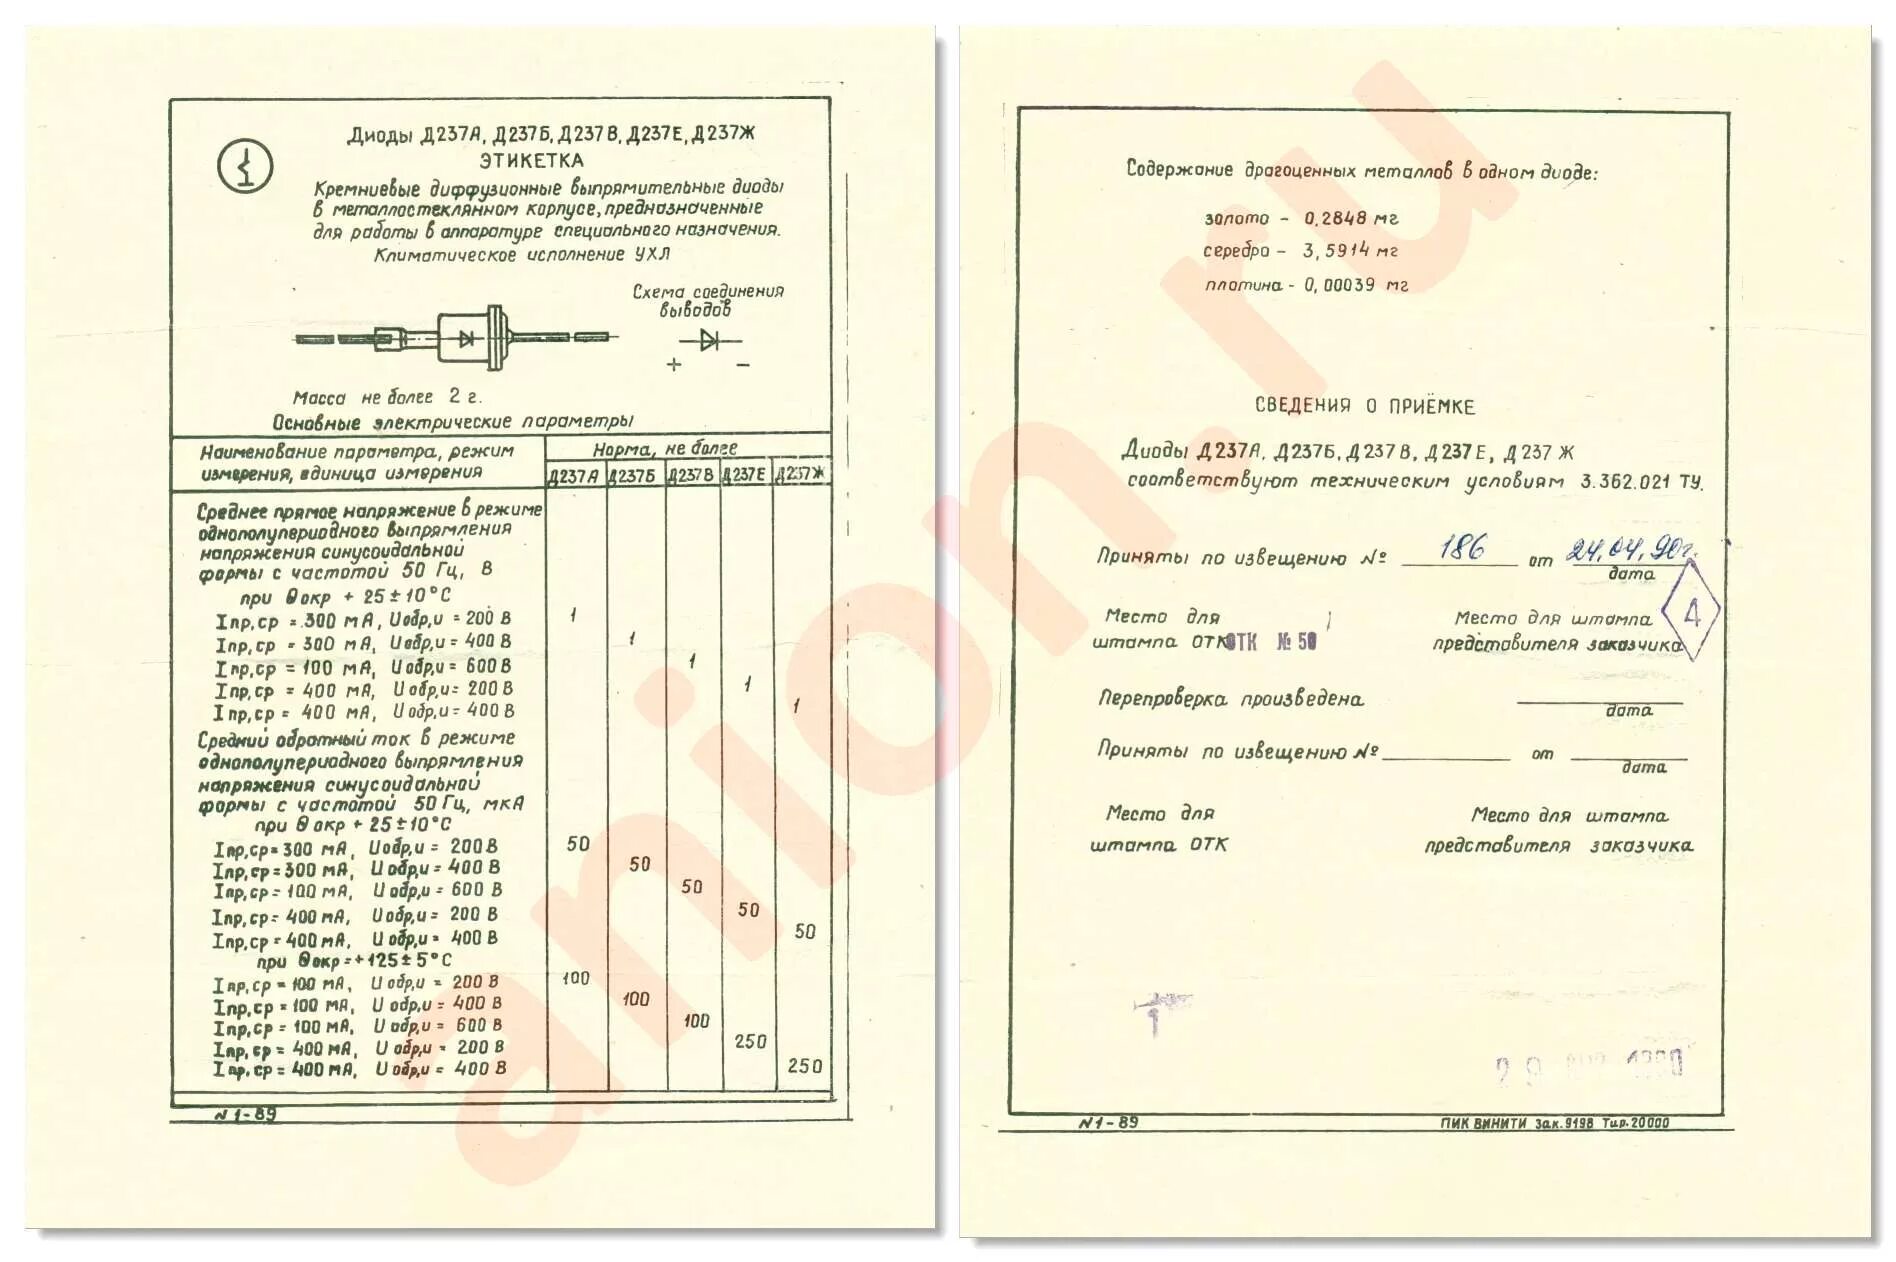 Диоды Д237А, Д237Б, Д237В, Д237Е, Д237Ж
ЭТИКЕТКА
Кремниевые диффузионные выпрямительные диоды
в металлостеклянном корпусе, предназначенные
для работы в аппаратуре специального назначения.
Климатическое исполнение УХЛ
Схема соединения
выводов
+ −
Масса не более 2 г.
Основные электрические параметры
Наименование параметра, режим
измерения, единица измерения
Норма, не более
Д237А Д237Б Д237В Д237Е Д237Ж
Среднее прямое напряжение в режиме
однополупериодного выпрямления
напряжения синусоидальной
формы с частотой 50 Гц, В
при Θокр + 25±10°С
Iпр,ср = 300 мА, Uобр,и = 200 В 1
Iпр,ср = 300 мА, Uобр,и = 400 В 1
Iпр,ср = 100 мА, Uобр,и = 600 В 1
Iпр,ср = 400 мА, Uобр,и = 200 В 1
Iпр,ср = 400 мА, Uобр,и = 400 В 1
Средний обратный ток в режиме
однополупериодного выпрямления
напряжения синусоидальной
формы с частотой 50 Гц, мкА
при Θокр + 25±10°С
Iпр,ср = 300 мА, Uобр,и = 200 В 50
Iпр,ср = 300 мА, Uобр,и = 400 В 50
Iпр,ср = 100 мА, Uобр,и = 600 В 50
Iпр,ср = 400 мА, Uобр,и = 200 В 50
Iпр,ср = 400 мА, Uобр,и = 400 В 50
при Θокр = +125±5°С
Iпр,ср = 100 мА, Uобр,и = 200 В 100
Iпр,ср = 100 мА, Uобр,и = 400 В 100
Iпр,ср = 100 мА, Uобр,и = 600 В 100
Iпр,ср = 400 мА, Uобр,и = 200 В 250
Iпр,ср = 400 мА, Uобр,и = 400 В 250
N 1-89
Содержание драгоценных металлов в одном диоде:
золото - 0,2848 мг
серебро - 3,5914 мг
платина - 0,00039 мг
СВЕДЕНИЯ О ПРИЁМКЕ
Диоды Д237А, Д237Б, Д237В, Д237Е, Д237Ж
соответствуют техническим условиям 3.362.021 ТУ.
Приняты по извещению № 186 от 24.04.90г.
дата
Место для
штампа ОТК
ОТК № 50
Место для штампа
представителя заказчика
Перепроверка произведена
дата
Приняты по извещению № от
дата
Место для
штампа ОТК
Место для штампа
представителя заказчика
N1-89
ПИК ВИНИТИ Зак.9198 Тир.20000
anion.ru